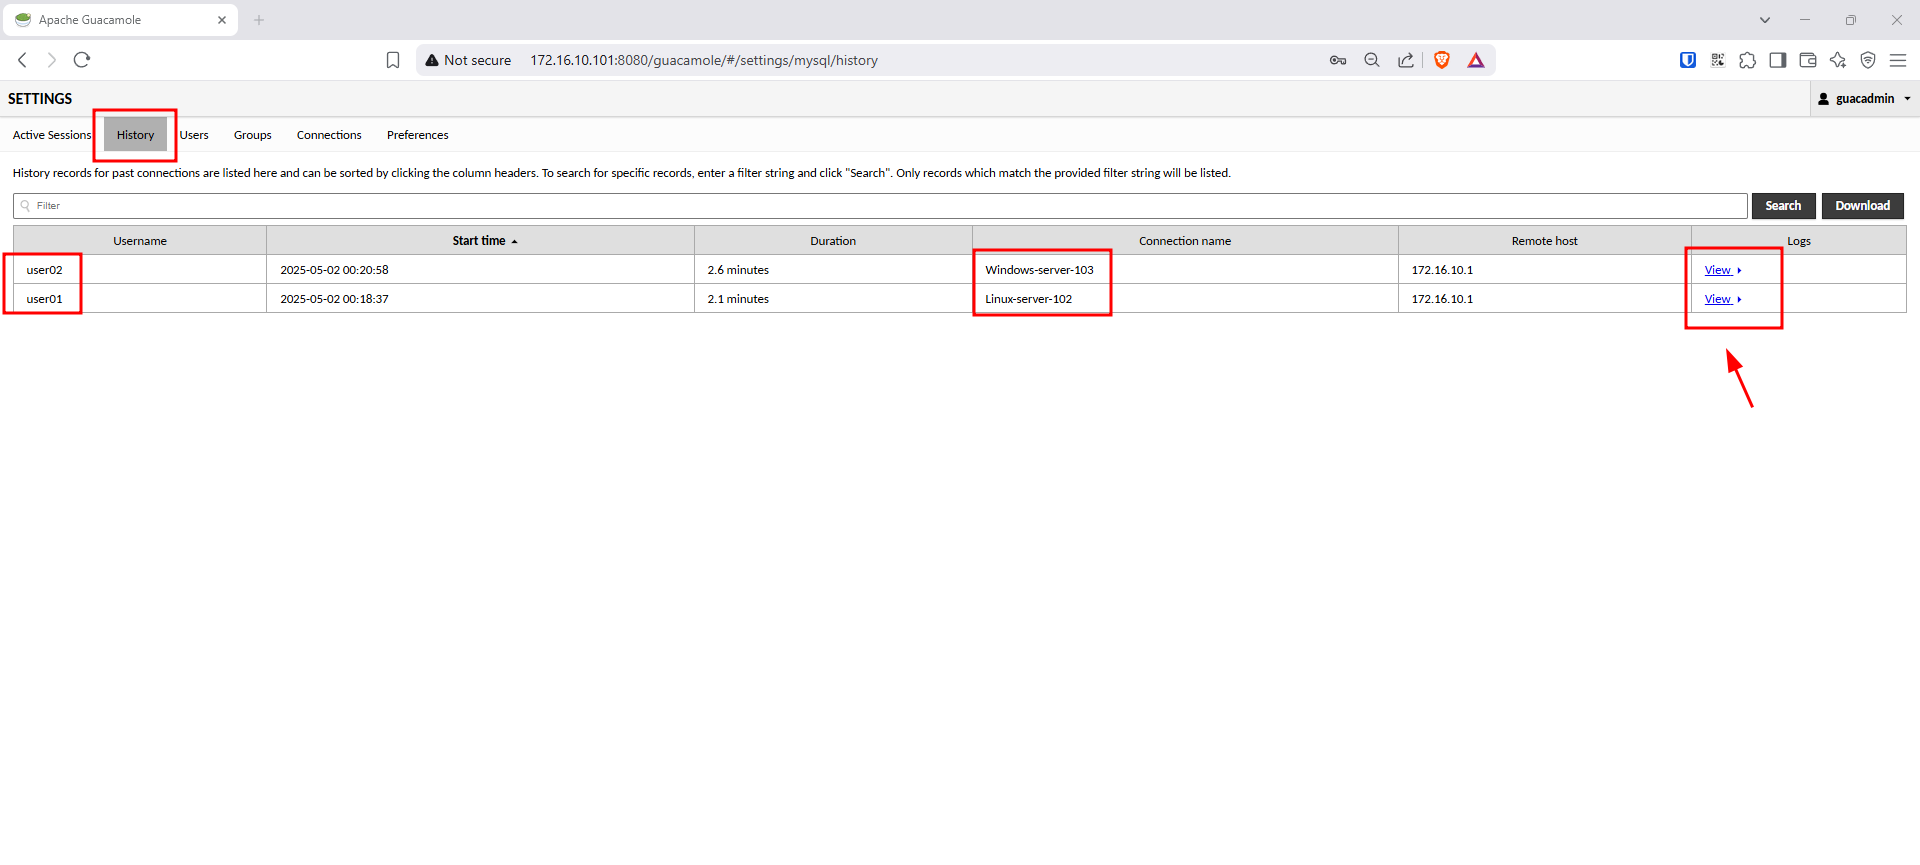 Apache Guacamole
Not secure 172.16.10.101:8080/guacamole/#/settings/mysql/history
SETTINGS
guacadmin
Active Sessions History Users Groups Connections Preferences
History records for past connections are listed here and can be sorted by clicking the column headers. To search for specific records, enter a filter string and click "Search". Only records which match the provided filter string will be listed.
Filter Search Download
Username Start time Duration Connection name Remote host Logs
user02 2025-05-02 00:20:58 2.6 minutes Windows-server-103 172.16.10.1 View
user01 2025-05-02 00:18:37 2.1 minutes Linux-server-102 172.16.10.1 View